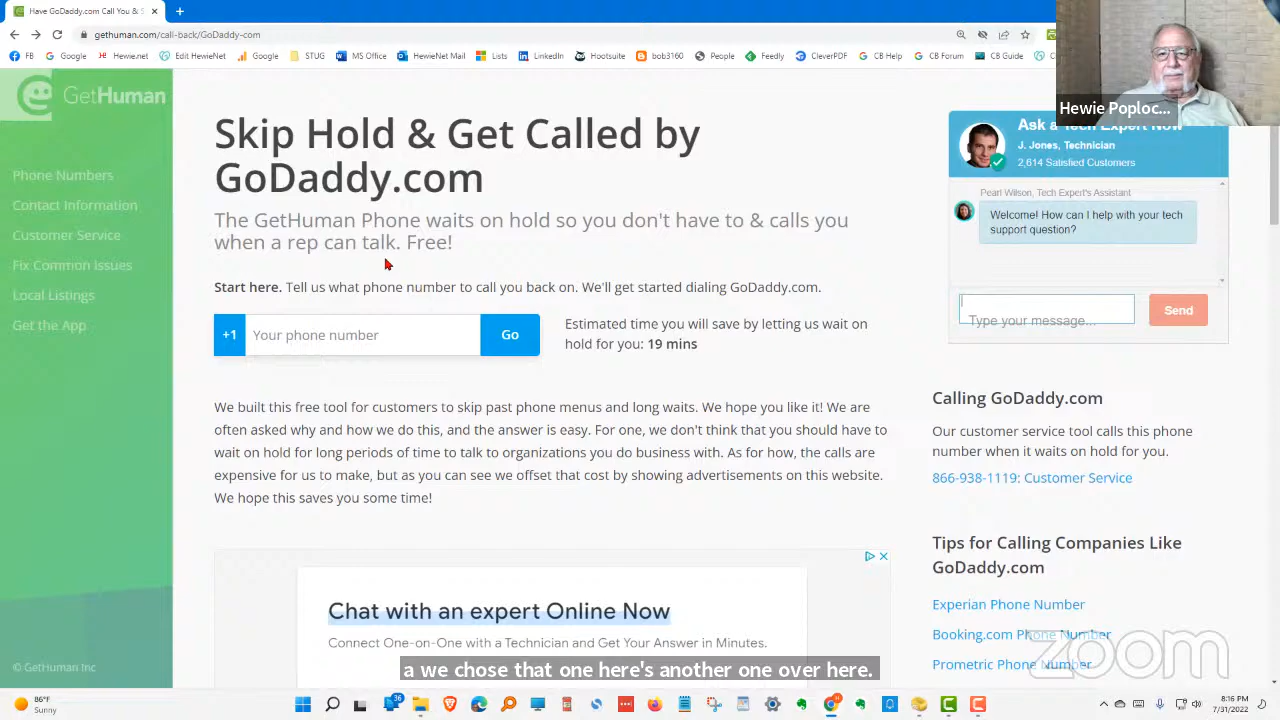 Have GoDaddy.com Call You & S
gethuman.com/call-back/GoDaddy-com
FB
Google
Hewie.net
Edit HewieNet
Google
STUG
MS Office
HewieNet Mail
Lists
LinkedIn
Hootsuite
bob3160
People
Feedly
CleverPDF
CB Help
CB Forum
CB Guide
GetHuman
Phone Numbers
Contact Information
Customer Service
Fix Common Issues
Local Listings
Get the App
© GetHuman Inc
Skip Hold & Get Called by
GoDaddy.com
The GetHuman Phone waits on hold so you don't have to & calls you
when a rep can talk. Free!
Start here. Tell us what phone number to call you back on. We'll get started dialing GoDaddy.com.
+1
Your phone number
Go
Estimated time you will save by letting us wait on
hold for you: 19 mins
We built this free tool for customers to skip past phone menus and long waits. We hope you like it! We are
often asked why and how we do this, and the answer is easy. For one, we don't think that you should have to
wait on hold for long periods of time to talk to organizations you do business with. As for how, the calls are
expensive for us to make, but as you can see we offset that cost by showing advertisements on this website.
We hope this saves you some time!
Chat with an expert Online Now
Connect One-on-One with a Technician and Get Your Answer in Minutes.
Hewie Poploc...
Ask a Tech Expert Now
J. Jones, Technician
2,614 Satisfied Customers
Pearl Wilson, Tech Expert's Assistant
Welcome! How can I help with your tech
support question?
Type your message...
Send
Calling GoDaddy.com
Our customer service tool calls this phone
number when it waits on hold for you.
866-938-1119: Customer Service
Tips for Calling Companies Like
GoDaddy.com
Experian Phone Number
Booking.com Phone Number
Prometric Phone Number
zoom
a we chose that one here's another one over here.
86°F
Sunny
36
8:16 PM
7/31/2022